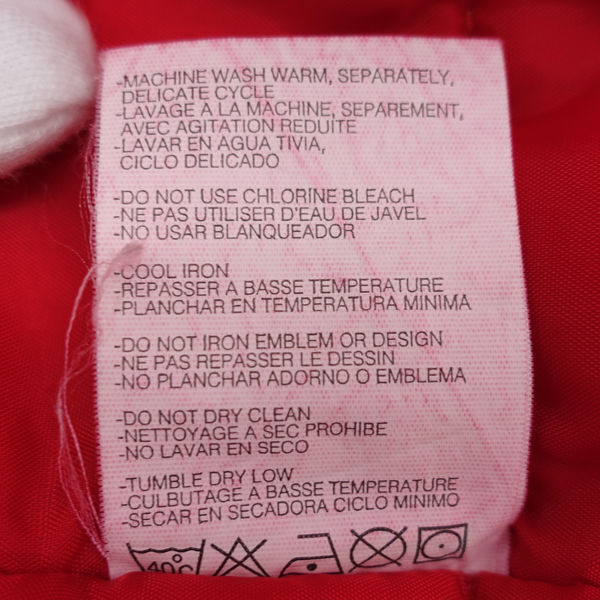 -MACHINE WASH WARM, SEPARATELY,
DELICATE CYCLE
-LAVAGE A LA MACHINE, SEPAREMENT,
AVEC AGITATION REDUITE
-LAVAR EN AGUA TIVIA,
CICLO DELICADO
-DO NOT USE CHLORINE BLEACH
-NE PAS UTILISER D'EAU DE JAVEL
-NO USAR BLANQUEADOR
-COOL IRON
-REPASSER A BASSE TEMPERATURE
-PLANCHAR EN TEMPERATURA MINIMA
-DO NOT IRON EMBLEM OR DESIGN
-NE PAS REPASSER LE DESSIN
-NO PLANCHAR ADORNO O EMBLEMA
-DO NOT DRY CLEAN
-NETTOYAGE A SEC PROHIBE
-NO LAVAR EN SECO
-TUMBLE DRY LOW
-CULBUTAGE A BASSE TEMPERATURE
-SECAR EN SECADORA CICLO MINIMO
40C